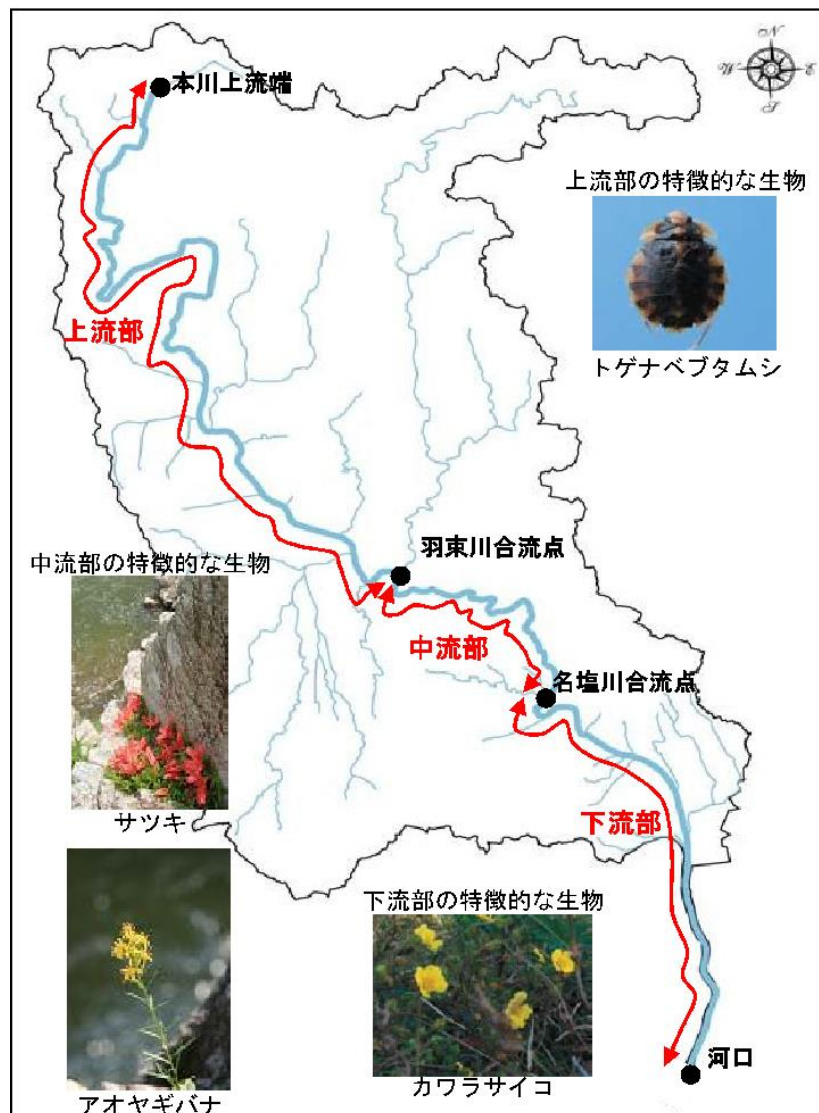 本川上流端
N
W
E
S
上流部の特徴的な生物
トゲナベブタムシ
上流部
羽束川合流点
中流部の特徴的な生物
サツキ
中流部
名塩川合流点
下流部
下流部の特徴的な生物
カワラサイコ
アオヤギバナ
河口